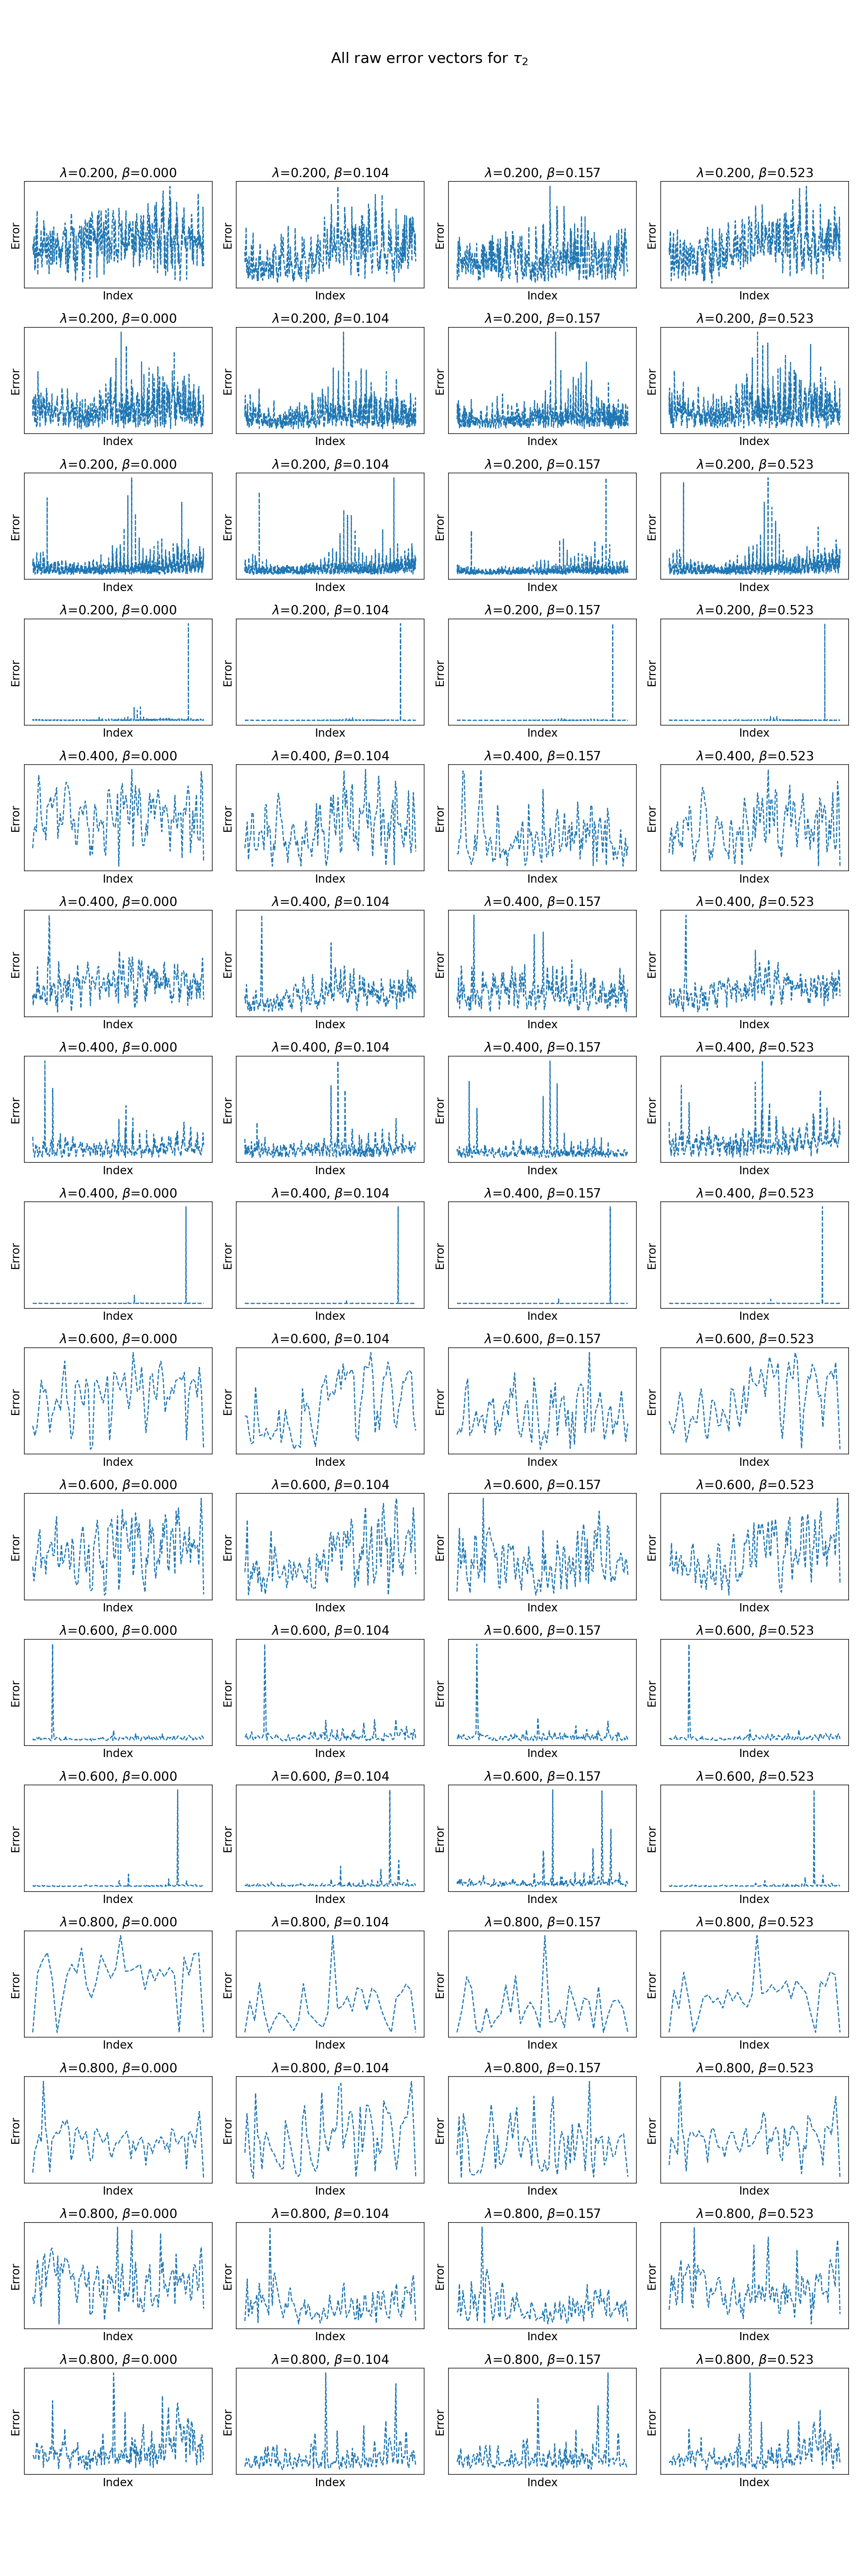 All raw error vectors for τ₂
λ=0.200, β=0.000 λ=0.200, β=0.104 λ=0.200, β=0.157 λ=0.200, β=0.523
Error Error Error Error
Index Index Index Index
λ=0.200, β=0.000 λ=0.200, β=0.104 λ=0.200, β=0.157 λ=0.200, β=0.523
Error Error Error Error
Index Index Index Index
λ=0.200, β=0.000 λ=0.200, β=0.104 λ=0.200, β=0.157 λ=0.200, β=0.523
Error Error Error Error
Index Index Index Index
λ=0.200, β=0.000 λ=0.200, β=0.104 λ=0.200, β=0.157 λ=0.200, β=0.523
Error Error Error Error
Index Index Index Index
λ=0.400, β=0.000 λ=0.400, β=0.104 λ=0.400, β=0.157 λ=0.400, β=0.523
Error Error Error Error
Index Index Index Index
λ=0.400, β=0.000 λ=0.400, β=0.104 λ=0.400, β=0.157 λ=0.400, β=0.523
Error Error Error Error
Index Index Index Index
λ=0.400, β=0.000 λ=0.400, β=0.104 λ=0.400, β=0.157 λ=0.400, β=0.523
Error Error Error Error
Index Index Index Index
λ=0.400, β=0.000 λ=0.400, β=0.104 λ=0.400, β=0.157 λ=0.400, β=0.523
Error Error Error Error
Index Index Index Index
λ=0.600, β=0.000 λ=0.600, β=0.104 λ=0.600, β=0.157 λ=0.600, β=0.523
Error Error Error Error
Index Index Index Index
λ=0.600, β=0.000 λ=0.600, β=0.104 λ=0.600, β=0.157 λ=0.600, β=0.523
Error Error Error Error
Index Index Index Index
λ=0.600, β=0.000 λ=0.600, β=0.104 λ=0.600, β=0.157 λ=0.600, β=0.523
Error Error Error Error
Index Index Index Index
λ=0.600, β=0.000 λ=0.600, β=0.104 λ=0.600, β=0.157 λ=0.600, β=0.523
Error Error Error Error
Index Index Index Index
λ=0.800, β=0.000 λ=0.800, β=0.104 λ=0.800, β=0.157 λ=0.800, β=0.523
Error Error Error Error
Index Index Index Index
λ=0.800, β=0.000 λ=0.800, β=0.104 λ=0.800, β=0.157 λ=0.800, β=0.523
Error Error Error Error
Index Index Index Index
λ=0.800, β=0.000 λ=0.800, β=0.104 λ=0.800, β=0.157 λ=0.800, β=0.523
Error Error Error Error
Index Index Index Index
λ=0.800, β=0.000 λ=0.800, β=0.104 λ=0.800, β=0.157 λ=0.800, β=0.523
Error Error Error Error
Index Index Index Index